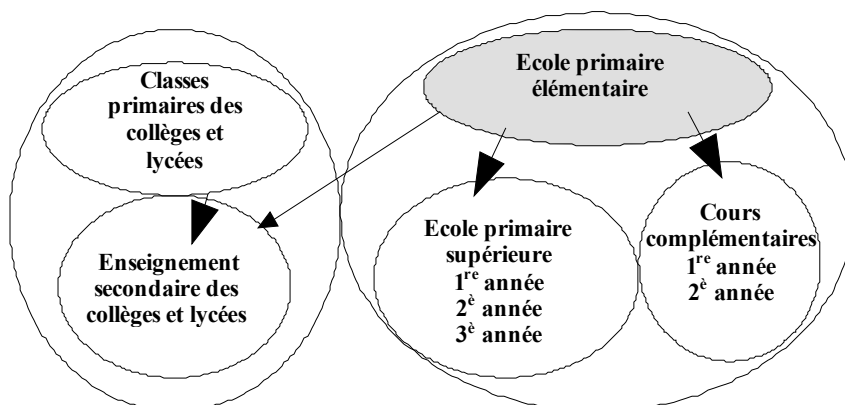 Classes
primaires des
collèges et
lycées
Enseignement
secondaire des
collèges et lycées
Ecole primaire
élémentaire
Ecole primaire
supérieure
1re année
2è année
3è année
Cours
complémentaires
1re année
2è année